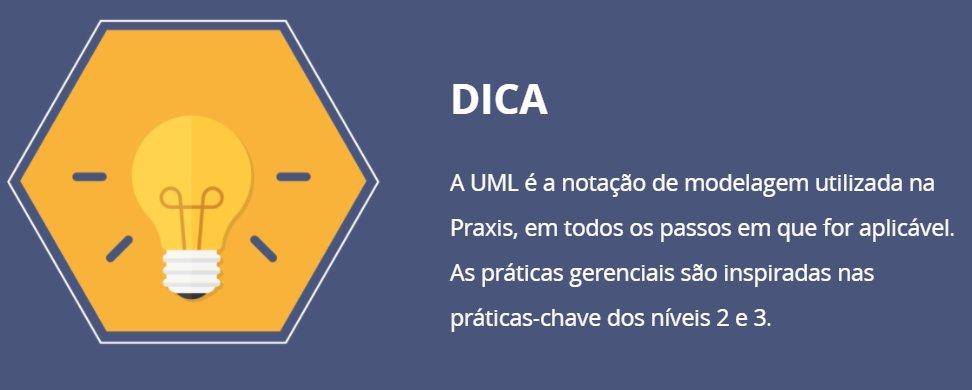 DICA
A UML é a notação de modelagem utilizada na
Praxis, em todos os passos em que for aplicável.
As práticas gerenciais são inspiradas nas
práticas-chave dos níveis 2 e 3.